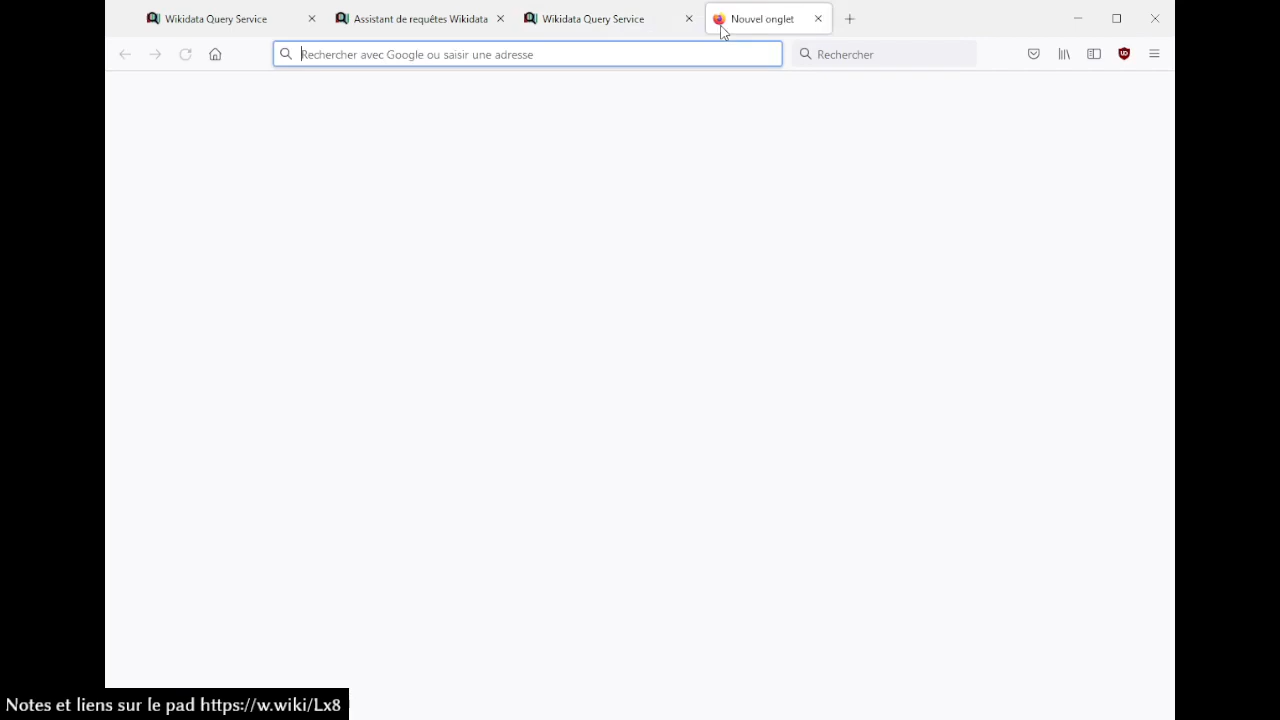 Wikidata Query Service
Assistant de requêtes Wikidata
Wikidata Query Service
Nouvel onglet
Rechercher avec Google ou saisir une adresse
Rechercher
Notes et liens sur le pad https://w.wiki/Lx8